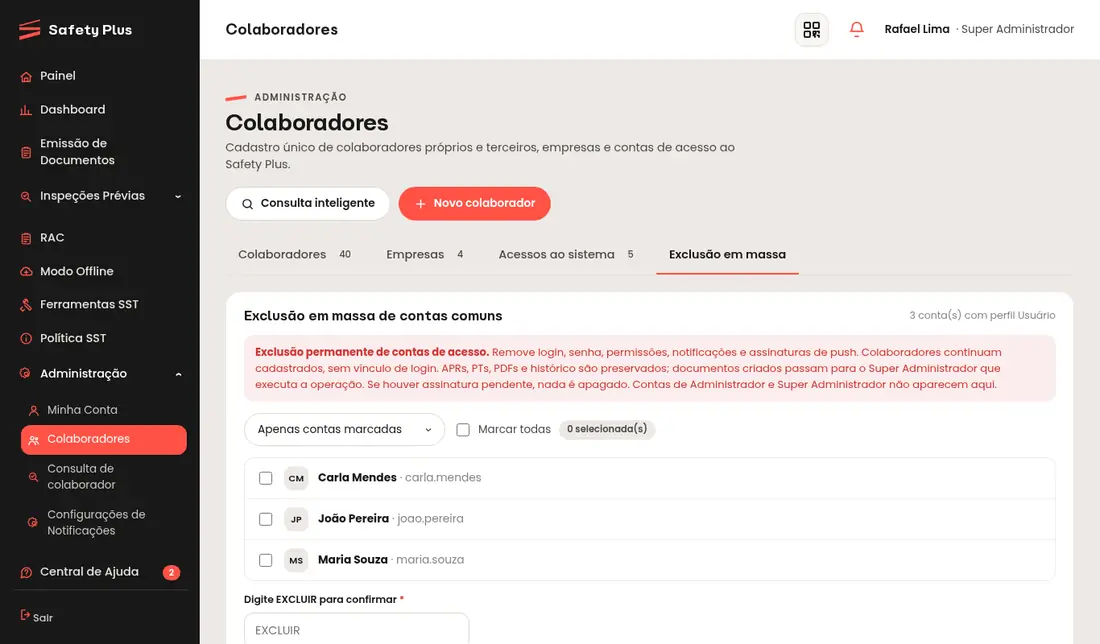 Safety Plus
Painel
Dashboard
Emissão de
Documentos
Inspeções Prévias
RAC
Modo Offline
Ferramentas SST
Política SST
Administração
Minha Conta
Colaboradores
Consulta de
colaborador
Configurações de
Notificações
Central de Ajuda 2
Sair
Colaboradores
Rafael Lima · Super Administrador
ADMINISTRAÇÃO
Colaboradores
Cadastro único de colaboradores próprios e terceiros, empresas e contas de acesso ao
Safety Plus.
Consulta inteligente
+ Novo colaborador
Colaboradores 40 Empresas 4 Acessos ao sistema 5 Exclusão em massa
Exclusão em massa de contas comuns
3 conta(s) com perfil Usuário
Exclusão permanente de contas de acesso. Remove login, senha, permissões, notificações e assinaturas de push. Colaboradores continuam
cadastrados, sem vínculo de login. APRs, PTs, PDFs e histórico são preservados; documentos criados passam para o Super Administrador que
executa a operação. Se houver assinatura pendente, nada é apagado. Contas de Administrador e Super Administrador não aparecem aqui.
Apenas contas marcadas Marcar todas 0 selecionada(s)
CM Carla Mendes · carla.mendes
JP João Pereira · joao.pereira
MS Maria Souza · maria.souza
Digite EXCLUIR para confirmar *
EXCLUIR